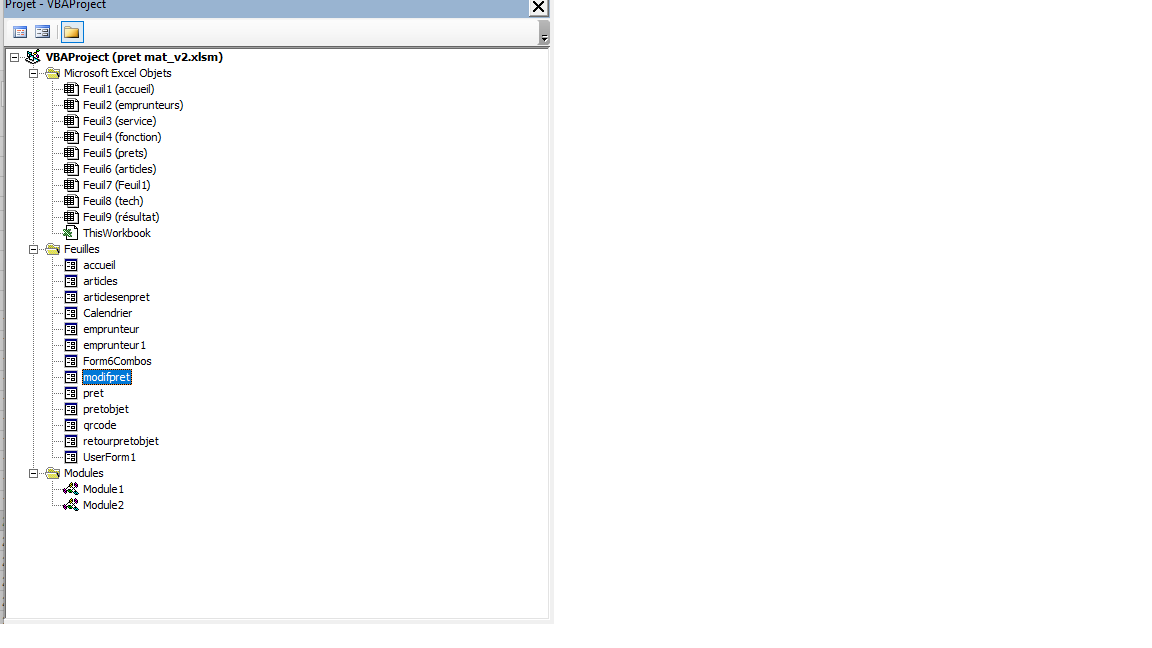 Projet - VBAProject
VBAProject (pret mat_v2.xlsm)
Microsoft Excel Objets
Feuil1 (accueil)
Feuil2 (emprunteurs)
Feuil3 (service)
Feuil4 (fonction)
Feuil5 (prets)
Feuil6 (articles)
Feuil7 (Feuil1)
Feuil8 (tech)
Feuil9 (résultat)
ThisWorkbook
Feuilles
accueil
articles
articlesenpret
Calendrier
emprunteur
emprunteur1
Form6Combos
modifpret
pret
pretobjet
qrcode
retourpretobjet
UserForm1
Modules
Module1
Module2